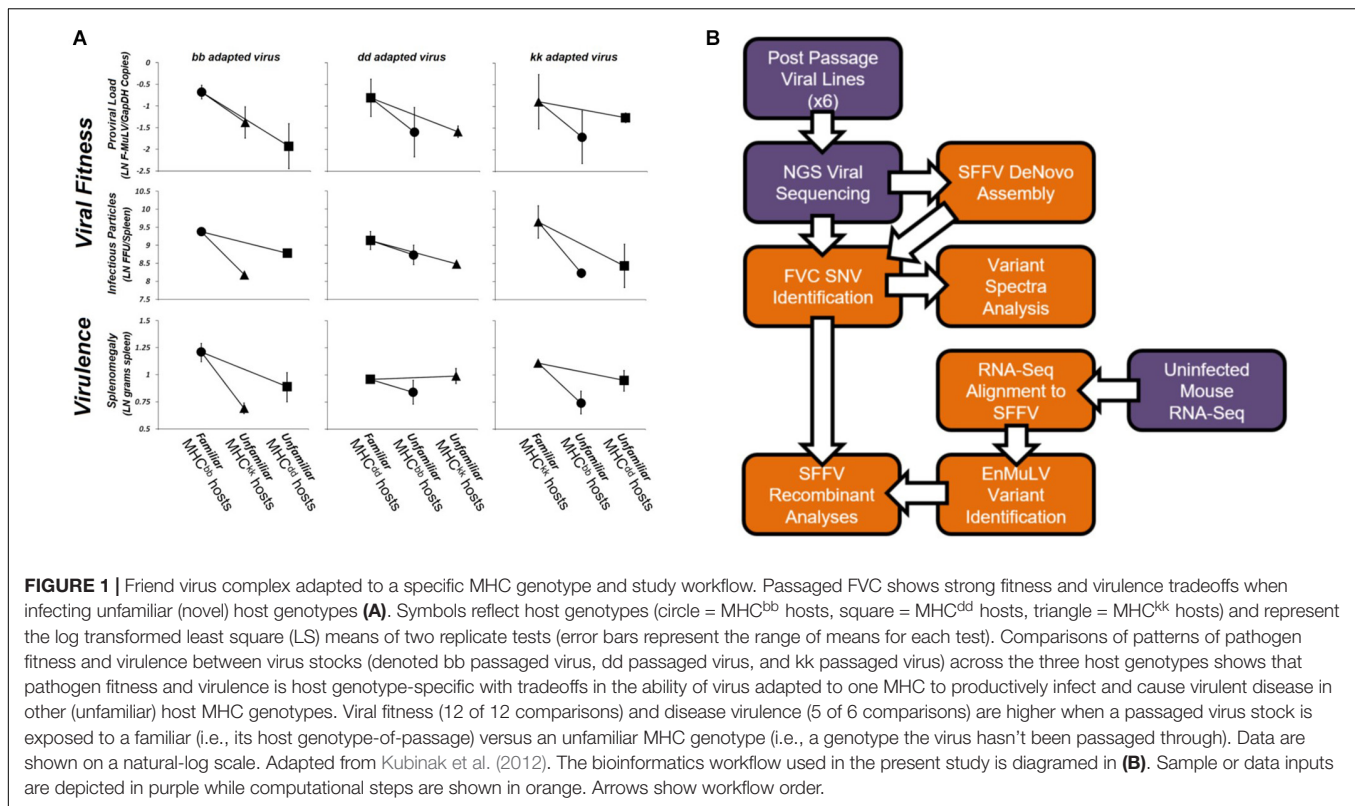 A
bb adapted virus
dd adapted virus
kk adapted virus
Viral Fitness
Proviral Load
(LN F-MuLV/GapDH Copies)
0
-0.5
-1
-1.5
-2
-2.5
Infectious Particles
(LN FFU/Spleen)
10.5
10
9.5
9
8.5
8
7.5
Virulence
Splenomegaly
(LN grams spleen)
1.5
1.25
1
0.75
0.5
Familiar
MHCbb hosts
Unfamiliar
MHCkk hosts
Unfamiliar
MHCdd hosts
Familiar
MHCdd hosts
Unfamiliar
MHCbb hosts
Unfamiliar
MHCkk hosts
Familiar
MHCkk hosts
Unfamiliar
MHCbb hosts
Unfamiliar
MHCdd hosts
B
Post Passage
Viral Lines
(x6)
NGS Viral
Sequencing
SFFV DeNovo
Assembly
FVC SNV
Identification
Variant
Spectra
Analysis
RNA-Seq
Alignment to
SFFV
Uninfected
Mouse
RNA-Seq
SFFV
Recombinant
Analyses
EnMuLV
Variant
Identification
FIGURE 1 | Friend virus complex adapted to a specific MHC genotype and study workflow. Passaged FVC shows strong fitness and virulence tradeoffs when
infecting unfamiliar (novel) host genotypes (A). Symbols reflect host genotypes (circle = MHCbb hosts, square = MHCdd hosts, triangle = MHCkk hosts) and represent
the log transformed least square (LS) means of two replicate tests (error bars represent the range of means for each test). Comparisons of patterns of pathogen
fitness and virulence between virus stocks (denoted bb passaged virus, dd passaged virus, and kk passaged virus) across the three host genotypes shows that
pathogen fitness and virulence is host genotype-specific with tradeoffs in the ability of virus adapted to one MHC to productively infect and cause virulent disease in
other (unfamiliar) host MHC genotypes. Viral fitness (12 of 12 comparisons) and disease virulence (5 of 6 comparisons) are higher when a passaged virus stock is
exposed to a familiar (i.e., its host genotype-of-passage) versus an unfamiliar MHC genotype (i.e., a genotype the virus hasn't been passaged through). Data are
shown on a natural-log scale. Adapted from Kubinak et al. (2012). The bioinformatics workflow used in the present study is diagramed in (B). Sample or data inputs
are depicted in purple while computational steps are shown in orange. Arrows show workflow order.